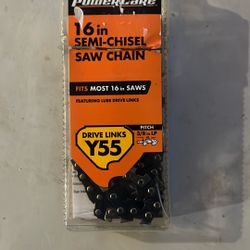 POWERCARE
16 in
SEMI-CHISEL
SAW CHAIN
FITS MOST 16 in SAWS
FEATURING LUBE DRIVE LINKS
DRIVE LINKS
Y55
PITCH
3/8 in LP